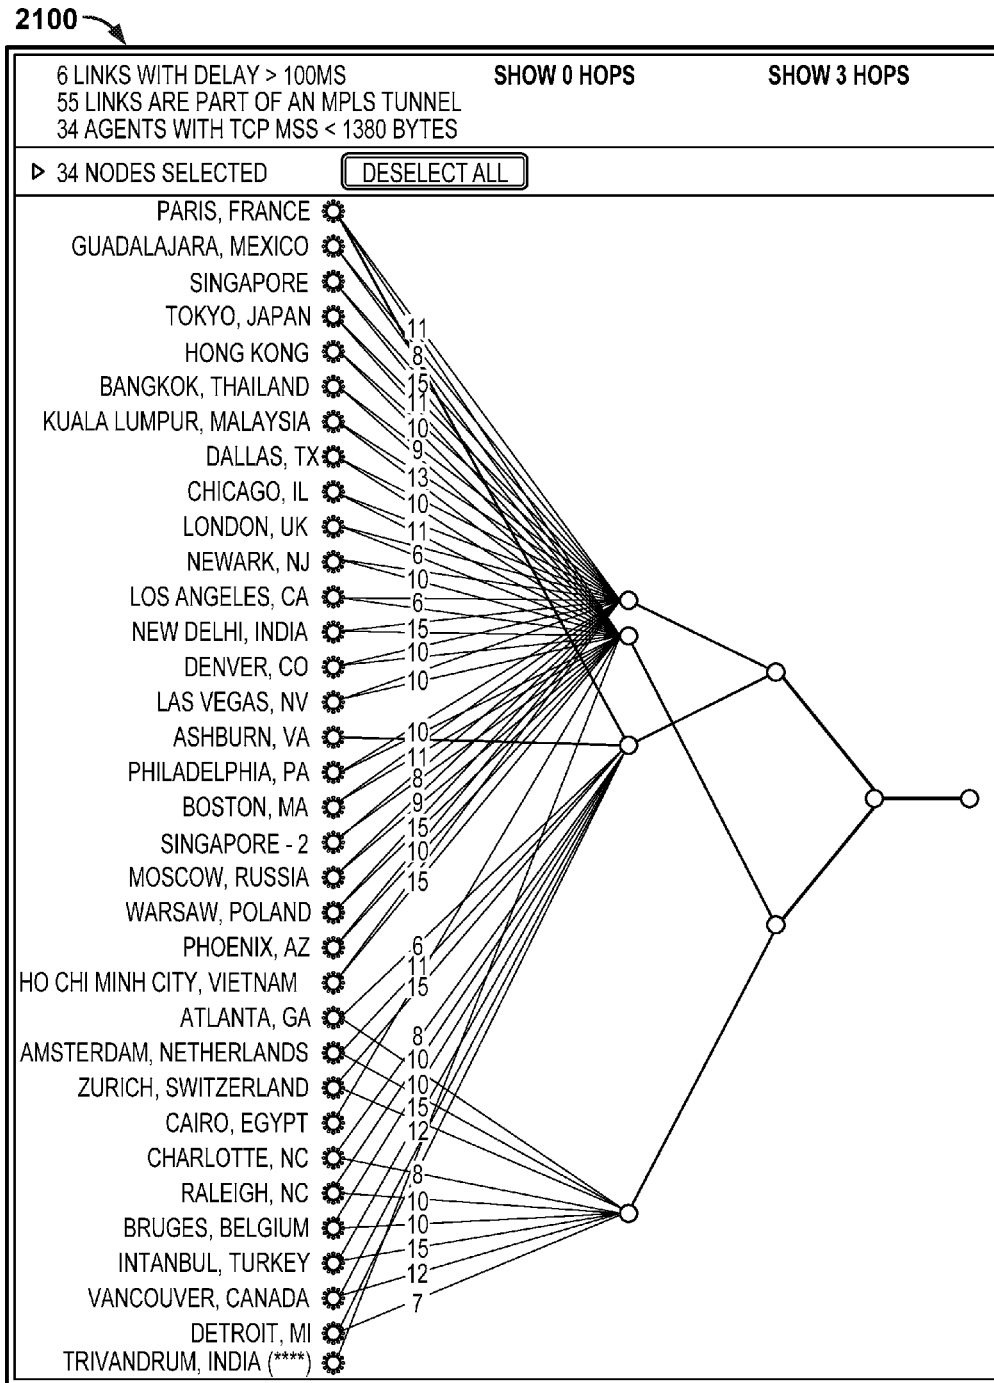 2100
6 LINKS WITH DELAY > 100MS SHOW 0 HOPS SHOW 3 HOPS
55 LINKS ARE PART OF AN MPLS TUNNEL
34 AGENTS WITH TCP MSS < 1380 BYTES
34 NODES SELECTED DESELECT ALL
PARIS, FRANCE
GUADALAJARA, MEXICO
SINGAPORE
TOKYO, JAPAN
11
HONG KONG
8
BANGKOK, THAILAND
15
11
KUALA LUMPUR, MALAYSIA
10
DALLAS, TX
9
13
CHICAGO, IL
10
LONDON, UK
11
NEWARK, NJ
6
10
LOS ANGELES, CA
6
NEW DELHI, INDIA
15
DENVER, CO
10
LAS VEGAS, NV
10
ASHBURN, VA
10
PHILADELPHIA, PA
11
8
BOSTON, MA
9
SINGAPORE - 2
15
10
MOSCOW, RUSSIA
15
WARSAW, POLAND
PHOENIX, AZ
6
HO CHI MINH CITY, VIETNAM
11
15
ATLANTA, GA
8
AMSTERDAM, NETHERLANDS
10
ZURICH, SWITZERLAND
10
15
CAIRO, EGYPT
12
CHARLOTTE, NC
8
RALEIGH, NC
10
BRUGES, BELGIUM
10
INTANBUL, TURKEY
15
12
VANCOUVER, CANADA
7
DETROIT, MI
TRIVANDRUM, INDIA (****)